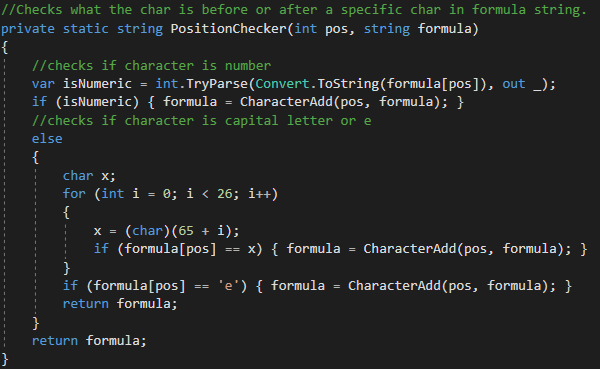 //Checks what the char is before or after a specific char in formula string.
private static string PositionChecker(int pos, string formula)
{
    //checks if character is number
    var isNumeric = int.TryParse(Convert.ToString(formula[pos]), out _);
    if (isNumeric) { formula = CharacterAdd(pos, formula); }
    //checks if character is capital letter or e
    else
    {
        char x;
        for (int i = 0; i < 26; i++)
        {
            x = (char)(65 + i);
            if (formula[pos] == x) { formula = CharacterAdd(pos, formula); }
        }
        if (formula[pos] == 'e') { formula = CharacterAdd(pos, formula); }
        return formula;
    }
    return formula;
}